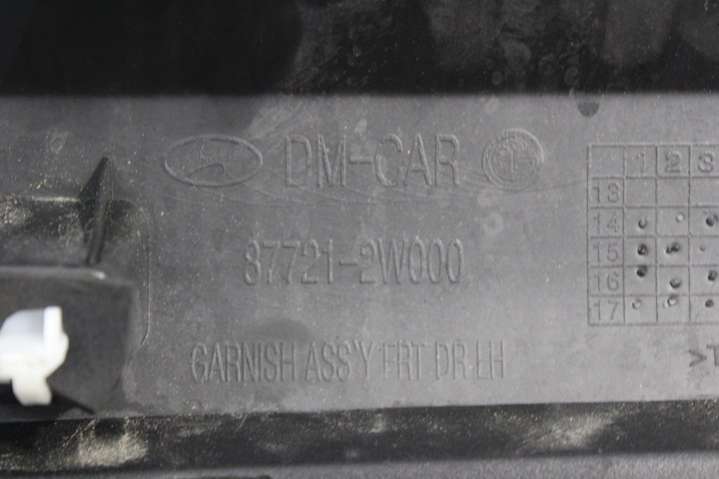 DM-CAR
87721-2W000
GARNISH ASS'Y FRT DR LH
1 2 3
13
14
15
16
17
>T